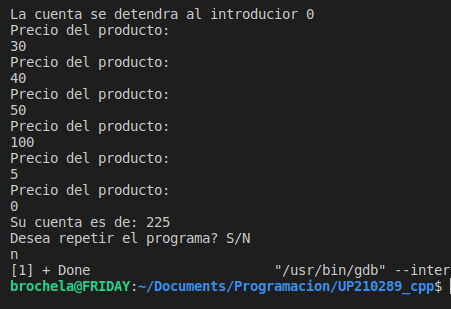 La cuenta se detendra al introducior 0
Precio del producto:
30
Precio del producto:
40
Precio del producto:
50
Precio del producto:
100
Precio del producto:
5
Precio del producto:
0
Su cuenta es de: 225
Desea repetir el programa? S/N
n
[1] + Done "/usr/bin/gdb" --inter
brochela@FRIDAY:~/Documents/Programacion/UP210289_cpp$